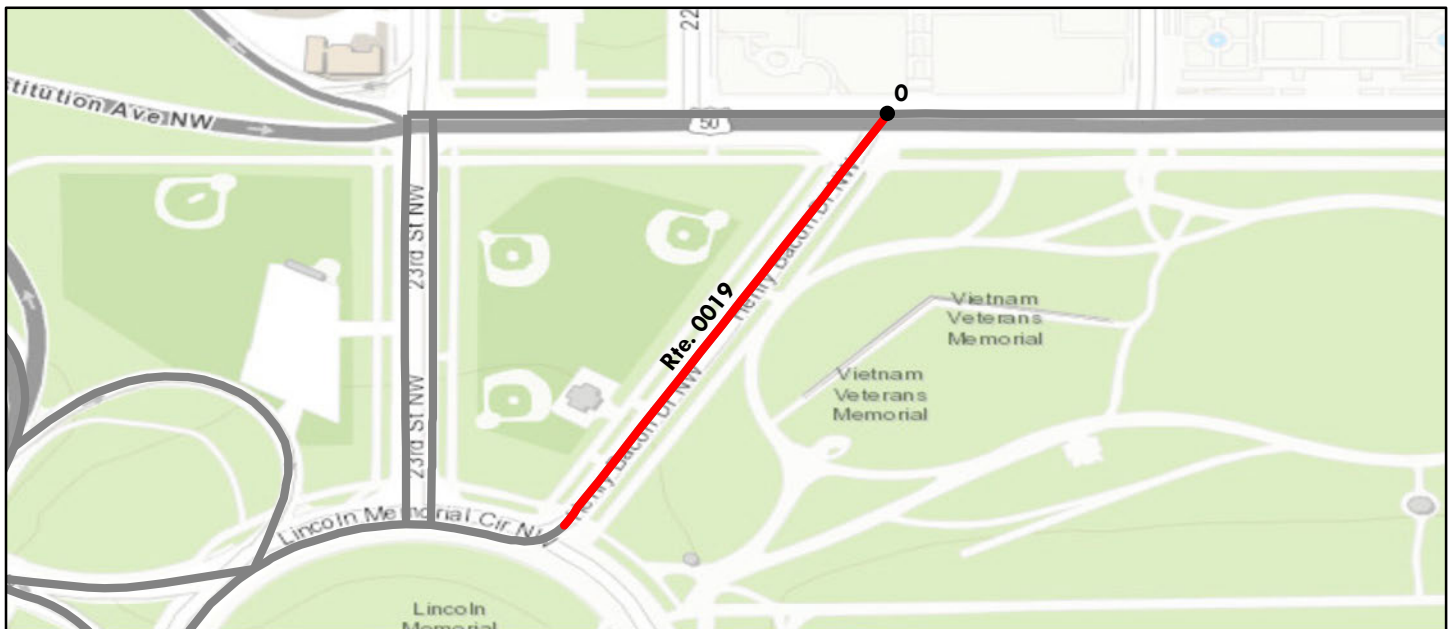 22
0
stitution Ave NW
50
23rd St NW
Henry Bacon Dr NW
Rte. 0019
Vietnam
Veterans
Memorial
Vietnam
Veterans
Memorial
23rd St NW
Henry Bacon Dr NW
Lincoln Memorial Cir N
Lincoln
Memorial